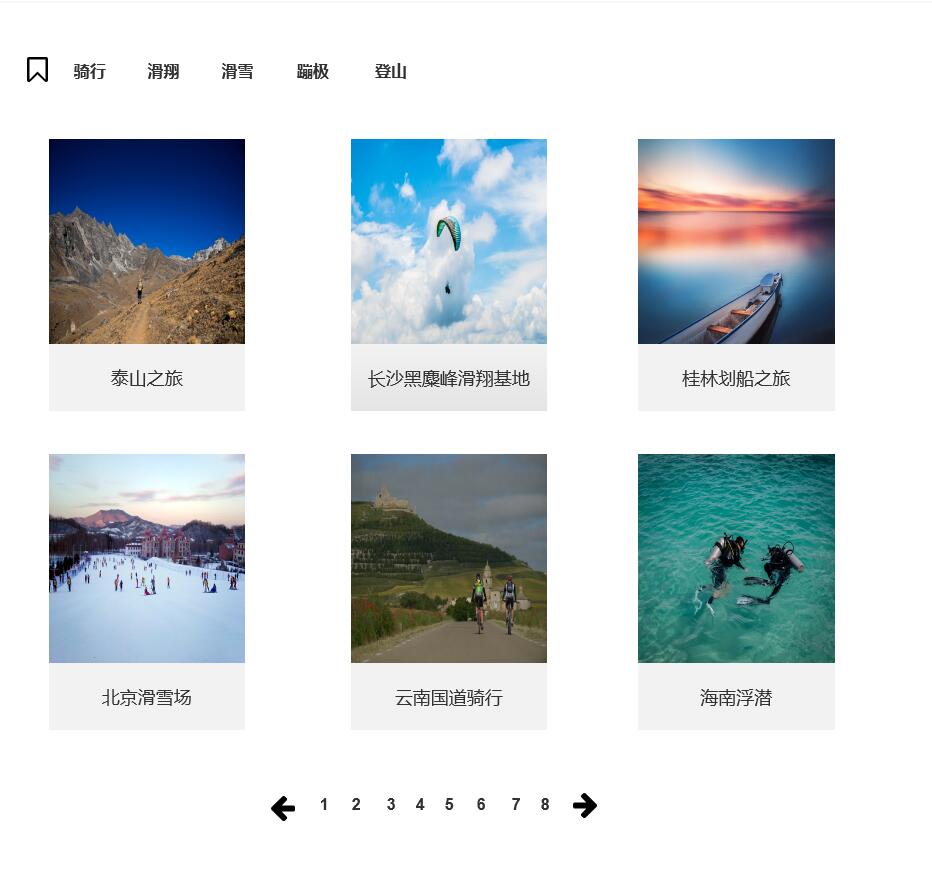 骑行 滑翔 滑雪 蹦极 登山
泰山之旅 长沙黑麋峰滑翔基地 桂林划船之旅
北京滑雪场 云南国道骑行 海南浮潜
1 2 3 4 5 6 7 8